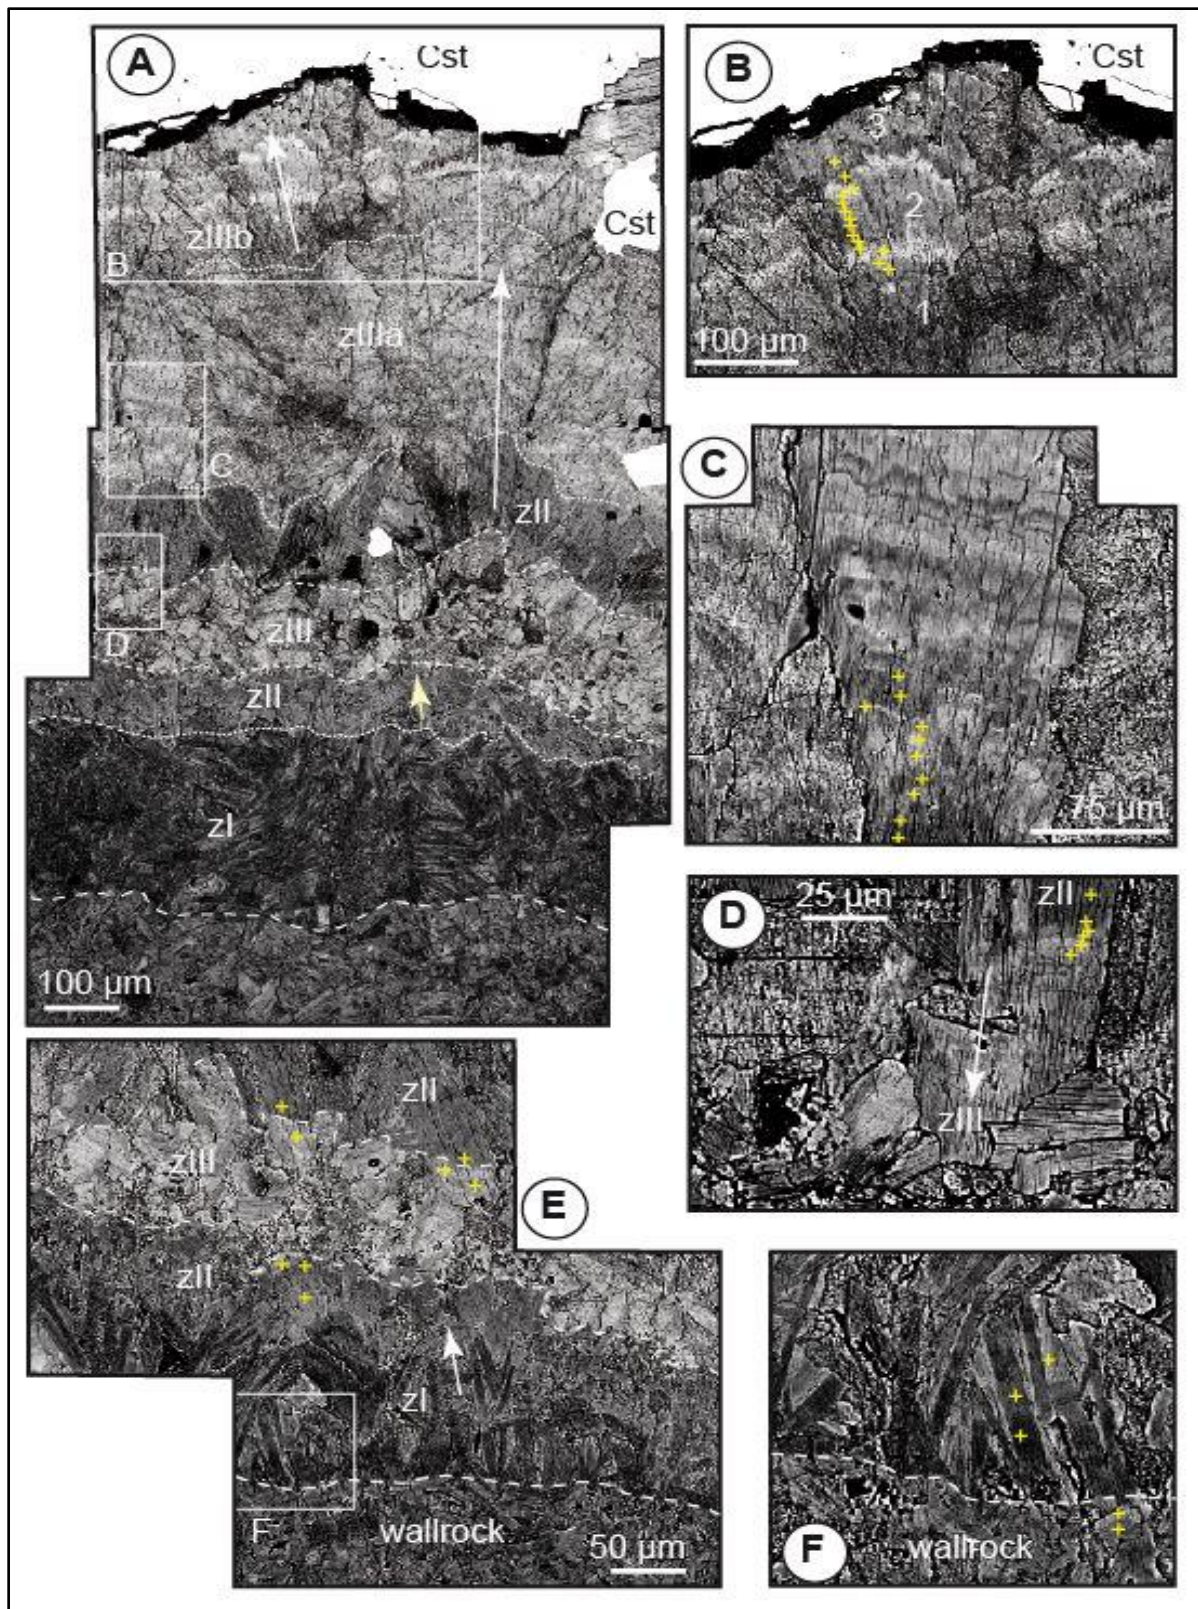 A
Cst
Cst
zIIIb
B
zIIIa
C
zII
D
zIII
zII
zI
100 µm
B
Cst
3
2
1
100 µm
C
75 µm
D
25 µm
zII
zIII
E
zII
zIII
zII
zI
F
wallrock
50 µm
F
wallrock